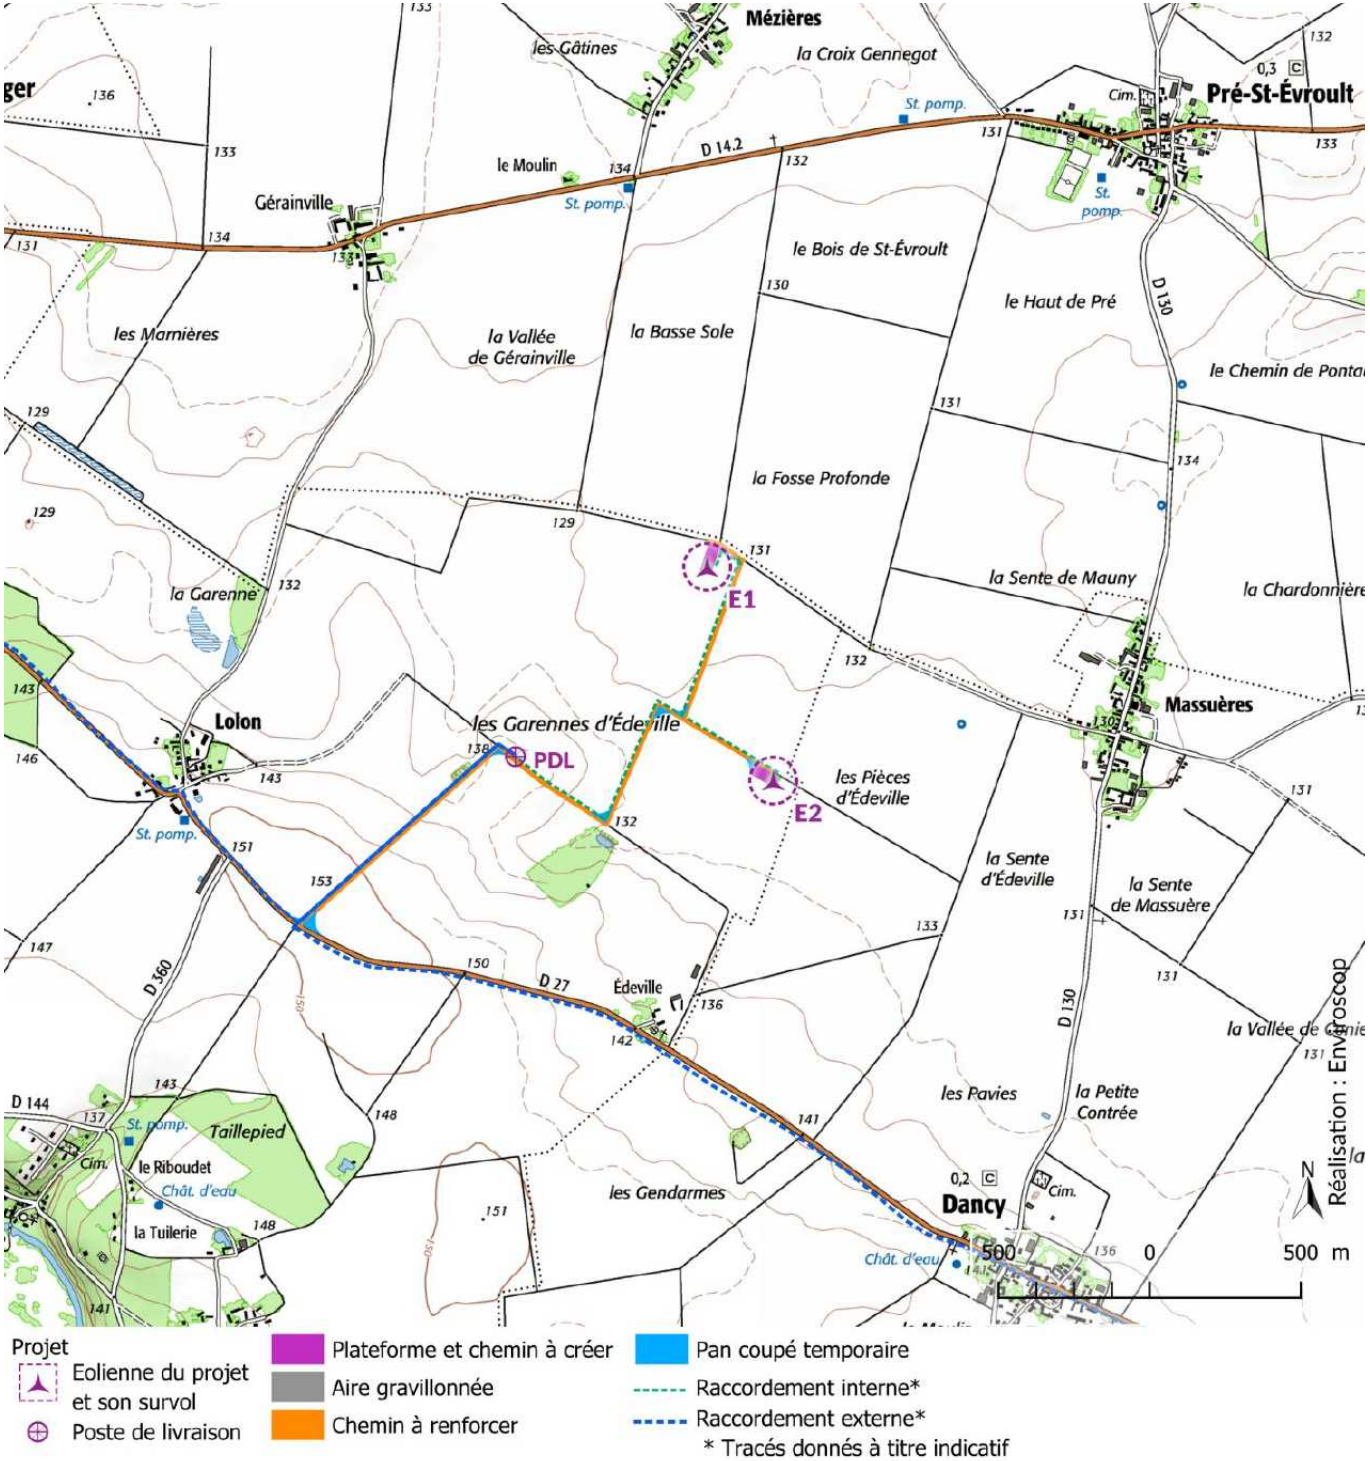 133
Mézières
les Gâtines
la Croix Gennegot
132
ger
136
0,3 C
Cim.
Pré-St-Évroult
St. pomp.
131
133
D 14.2
132
133
le Moulin
134
St. pomp.
St.
pomp.
Gérainville
131
134
133
le Bois de St-Évroult
130
le Haut de Pré
D 130
les Marnières
la Vallée
de Gérainville
la Basse Sole
le Chemin de Ponta
129
131
134
la Fosse Profonde
129
129
131
132
la Garenne
E1
la Sente de Mauny
la Chardonnière
132
143
Lolon
les Garennes d'Édeville
138
PDL
130
Massuères
146
143
les Pièces
d'Édeville
E2
131
132
St. pomp.
151
153
la Sente
d'Édeville
la Sente
de Massuère
131
133
147
131
D 360
150
D 27
Édeville
136
150
142
D 130
la Vallée de
131
143
D 144
137
St. pomp.
Taillepied
148
les Pavies
la Petite
Contrée
141
Cim.
le Riboudet
Chât. d'eau
la
0,2 C
Cim.
les Gendarmes
Dancy
la Tuilerie
148
151
150
Chât. d'eau
141
136
141
N
Réalisation : Enviroscop
500 0 500 m
Projet
Eolienne du projet
et son survol
Poste de livraison
Plateforme et chemin à créer
Aire gravillonnée
Chemin à renforcer
Pan coupé temporaire
Raccordement interne*
Raccordement externe*
* Tracés donnés à titre indicatif